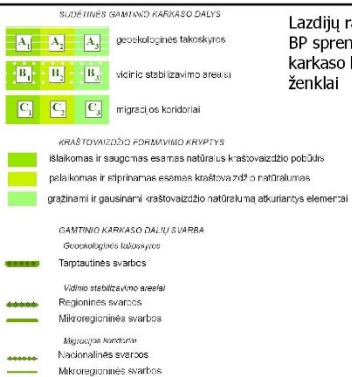 SUDĖTINĖS GAMTINIO KARKASO DALYS
A1 A2 A3 geoekologinės takoskyros
B1 B2 B3 vidinio stabilizavimo arealai
C1 C2 C3 migracijos koridoriai
KRAŠTOVAIZDŽIO FORMAVIMO KRYPTYS
išlaikomas ir saugomas esamas natūralus kraštovaizdžio pobūdis
palaikomas ir stiprinamas esamas kraštovaizdžio natūralumas
grąžinami ir gausinami kraštovaizdžio natūralumą atkuriantys elementai
GAMTINIO KARKASO DALIŲ SVARBA
Geoekologinės takoskyros
Tarptautinės svarbos
Vidinio stabilizavimo arealai
Regioninės svarbos
Mikroregioninės svarbos
Migracijos koridoriai
Nacionalinės svarbos
Mikroregioninės svarbos
Lazdijų r
BP spren
karkaso
ženklai